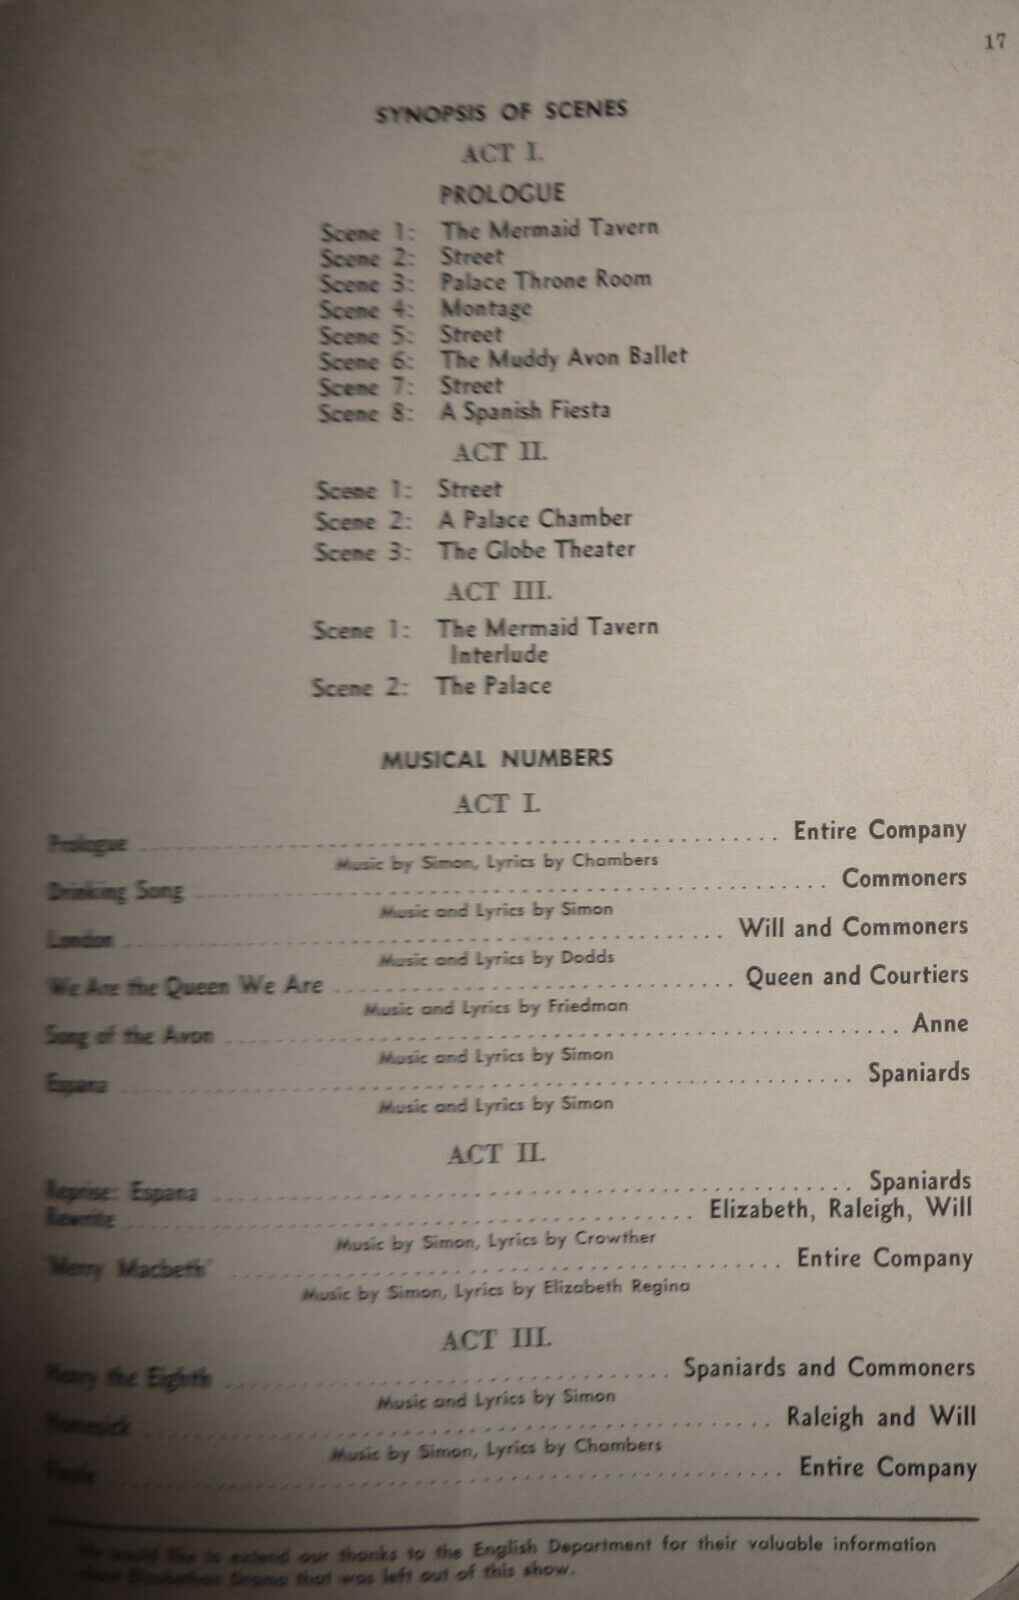 17
SYNOPSIS OF SCENES
ACT I.
PROLOGUE
Scene 1: The Mermaid Tavern
Scene 2: Street
Scene 3: Palace Throne Room
Scene 4: Montage
Scene 5: Street
Scene 6: The Muddy Avon Ballet
Scene 7: Street
Scene 8: A Spanish Fiesta
ACT II.
Scene 1: Street
Scene 2: A Palace Chamber
Scene 3: The Globe Theater
ACT III.
Scene 1: The Mermaid Tavern
Interlude
Scene 2: The Palace
MUSICAL NUMBERS
ACT I.
Prologue Entire Company
Music by Simon, Lyrics by Chambers
Drinking Song Commoners
Music and Lyrics by Simon
London Will and Commoners
Music and Lyrics by Dodds
We Are the Queen We Are Queen and Courtiers
Music and Lyrics by Friedman
Song of the Avon Anne
Music and Lyrics by Simon
Espana Spaniards
Music and Lyrics by Simon
ACT II.
Reprise: Espana Spaniards
Rewrite Elizabeth, Raleigh, Will
Music by Simon, Lyrics by Crowther
"Merry Macbeth" Entire Company
Music by Simon, Lyrics by Elizabeth Regina
ACT III.
Henry the Eighth Spaniards and Commoners
Music and Lyrics by Simon
Homesick Raleigh and Will
Music by Simon, Lyrics by Chambers
Finale Entire Company
We would like to extend our thanks to the English Department for their valuable information
about Elizabethan Drama that was left out of this show.